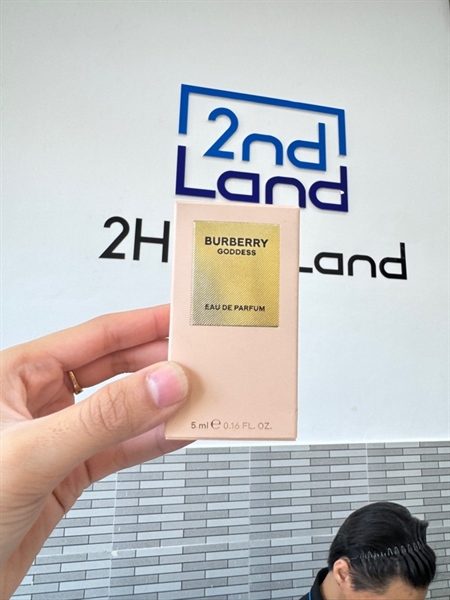 2nd
Land
2H Land
BURBERRY
GODDESS
EAU DE PARFUM
5 ml e 0.16 FL. OZ.